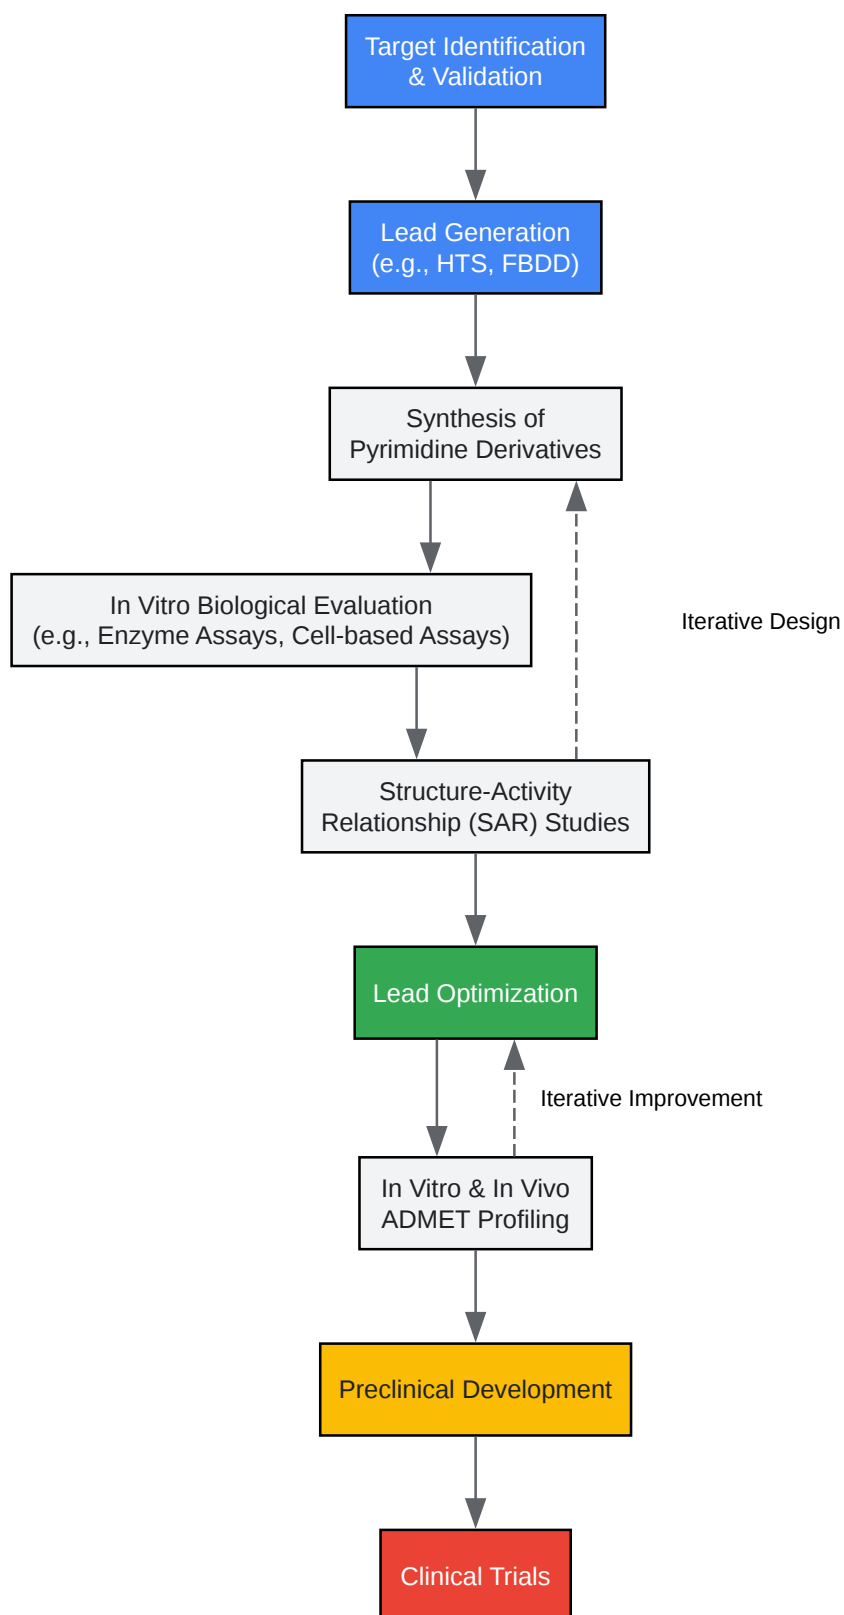 Target Identification
& Validation
Lead Generation
(e.g., HTS, FBDD)
Synthesis of
Pyrimidine Derivatives
In Vitro Biological Evaluation
(e.g., Enzyme Assays, Cell-based Assays)
Iterative Design
Structure-Activity
Relationship (SAR) Studies
Lead Optimization
Iterative Improvement
In Vitro & In Vivo
ADMET Profiling
Preclinical Development
Clinical Trials